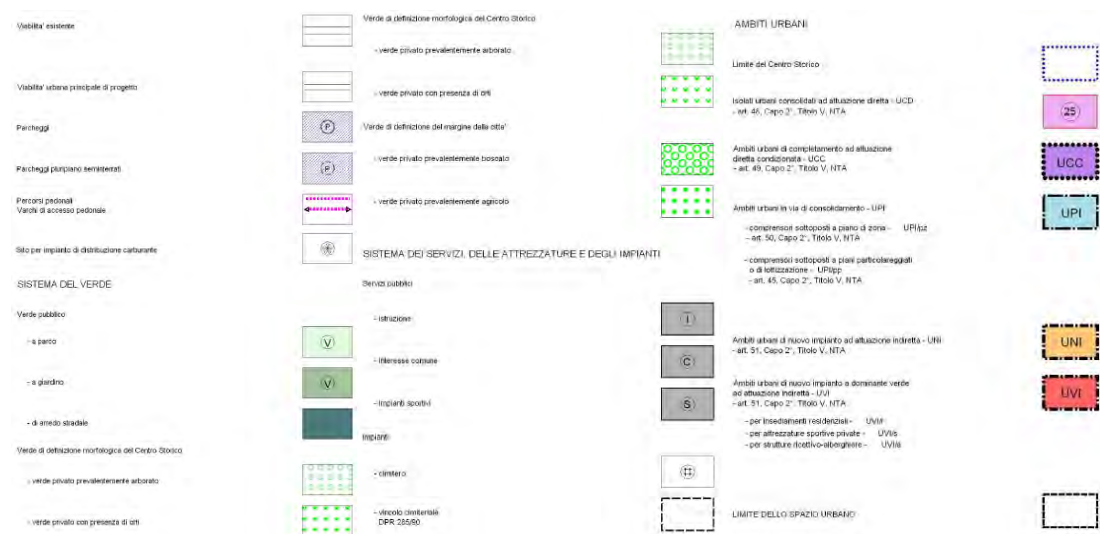 Viabilita' esistente
Viabilita' urbana principale di progetto
Parcheggi
P
Parcheggi pluripiano seminterrati
P
Percorsi pedonali
Varchi di accesso pedonale
Sito per impianto di distribuzione carburante
SISTEMA DEL VERDE
Verde pubblico
- a parco
V
- a giardino
V
- di arredo stradale
Verde di definizione morfologica del Centro Storico
- verde privato prevalentemente arborato
- verde privato con presenza di orti
Verde di definizione morfologica del Centro Storico
- verde privato prevalentemente arborato
- verde privato con presenza di orti
Verde di definizione del margine della citta'
- verde privato prevalentemente boscato
- verde privato prevalentemente agricolo
SISTEMA DEI SERVIZI, DELLE ATTREZZATURE E DEGLI IMPIANTI
Servizi pubblici
- istruzione
I
- interesse comune
C
- impianti sportivi
S
Impianti
- cimitero
- vincolo cimiteriale
DPR 285/90
AMBITI URBANI
Limite del Centro Storico
Isolati urbani consolidati ad attuazione diretta - UCD
- art. 46, Capo 2°, Titolo V, NTA
25
Ambiti urbani di completamento ad attuazione
diretta condizionata - UCC
- art. 49, Capo 2°, Titolo V, NTA
UCC
Ambiti urbani in via di consolidamento - UPI
UPI
- comprensori sottoposti a piano di zona - UPI/pz
- art. 50, Capo 2°, Titolo V, NTA
- comprensori sottoposti a piani particolareggiati
o di lottizzazione - UPI/pp
- art. 45, Capo 2°, Titolo V, NTA
Ambiti urbani di nuovo impianto ad attuazione indiretta - UNI
- art. 51, Capo 2°, Titolo V, NTA
UNI
Ambiti urbani di nuovo impianto a dominante verde
ad attuazione indiretta - UVI
- art. 51, Capo 2°, Titolo V, NTA
UVI
- per insediamenti residenziali - UVI/r
- per attrezzature sportive private - UVI/s
- per strutture ricettivo-alberghiere - UVI/a
LIMITE DELLO SPAZIO URBANO